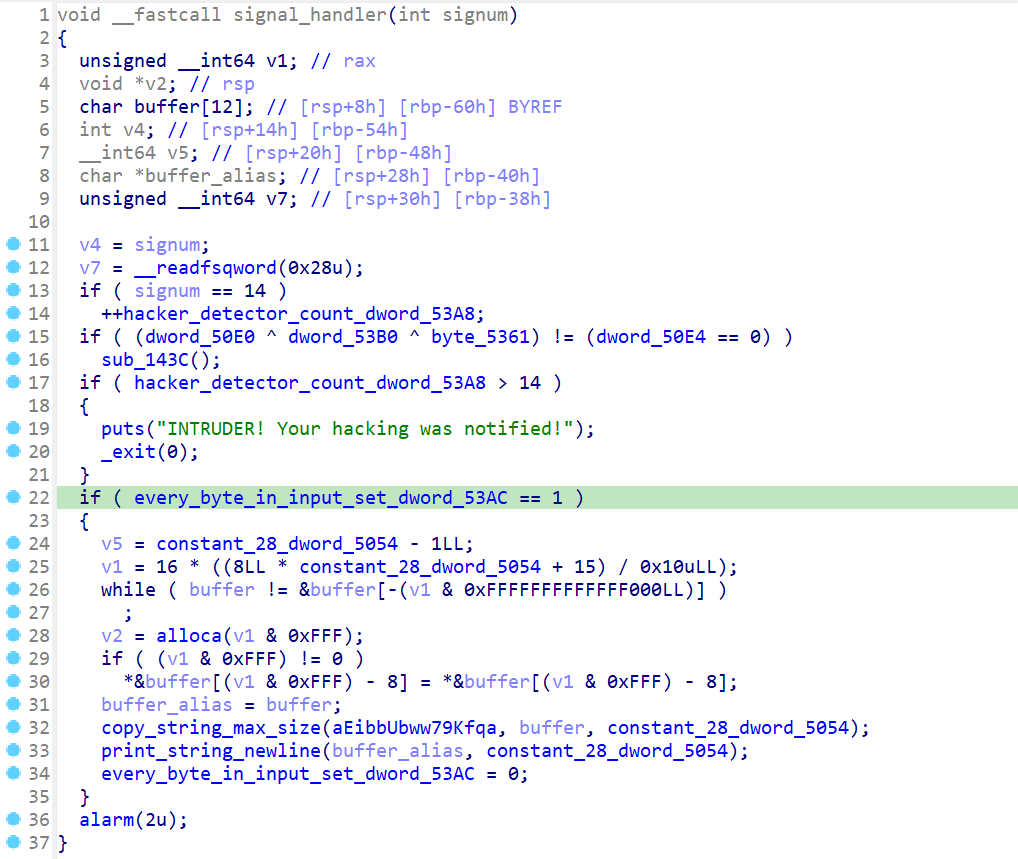 1 void __fastcall signal_handler(int signum)
2 {
3 unsigned __int64 v1; // rax
4 void *v2; // rsp
5 char buffer[12]; // [rsp+8h] [rbp-60h] BYREF
6 int v4; // [rsp+14h] [rbp-54h]
7 __int64 v5; // [rsp+20h] [rbp-48h]
8 char *buffer_alias; // [rsp+28h] [rbp-40h]
9 unsigned __int64 v7; // [rsp+30h] [rbp-38h]
10
11 v4 = signum;
12 v7 = __readfsqword(0x28u);
13 if ( signum == 14 )
14 ++hacker_detector_count_dword_53A8;
15 if ( (dword_50E0 ^ dword_53B0 ^ byte_5361) != (dword_50E4 == 0) )
16 sub_143C();
17 if ( hacker_detector_count_dword_53A8 > 14 )
18 {
19 puts("INTRUDER! Your hacking was notified!");
20 _exit(0);
21 }
22 if ( every_byte_in_input_set_dword_53AC == 1 )
23 {
24 v5 = constant_28_dword_5054 - 1LL;
25 v1 = 16 * ((8LL * constant_28_dword_5054 + 15) / 0x10uLL);
26 while ( buffer != &buffer[-(v1 & 0xFFFFFFFFFFFFF000LL)] )
27 ;
28 v2 = alloca(v1 & 0xFFF);
29 if ( (v1 & 0xFFF) != 0 )
30 *&buffer[(v1 & 0xFFF) - 8] = *&buffer[(v1 & 0xFFF) - 8];
31 buffer_alias = buffer;
32 copy_string_max_size(aEibbUbww79Kfqa, buffer, constant_28_dword_5054);
33 print_string_newline(buffer_alias, constant_28_dword_5054);
34 every_byte_in_input_set_dword_53AC = 0;
35 }
36 alarm(2u);
37 }